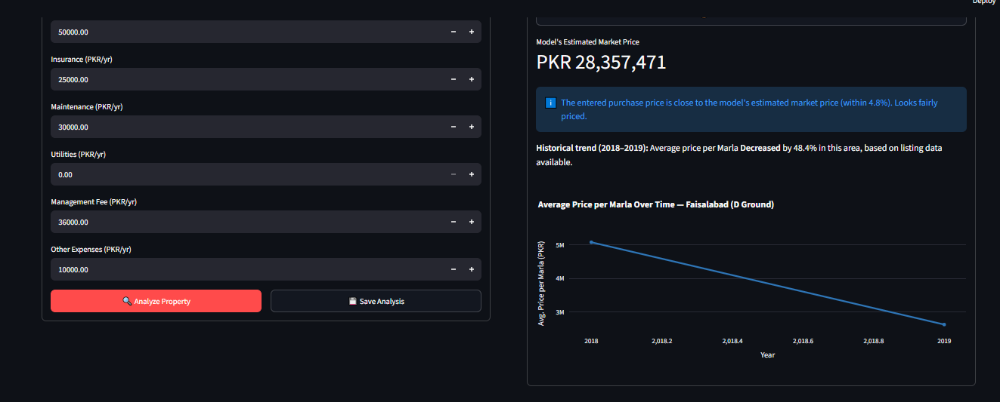 Deploy
50000.00
Insurance (PKR/yr)
25000.00
Maintenance (PKR/yr)
30000.00
Utilities (PKR/yr)
0.00
Management Fee (PKR/yr)
36000.00
Other Expenses (PKR/yr)
10000.00
Analyze Property
Save Analysis
Model's Estimated Market Price
PKR 28,357,471
The entered purchase price is close to the model's estimated market price (within 4.8%). Looks fairly
priced.
Historical trend (2018–2019): Average price per Marla Decreased by 48.4% in this area, based on listing data
available.
Average Price per Marla Over Time — Faisalabad (D Ground)
Avg. Price per Marla (PKR)
5M
4M
3M
2018 2,018.2 2,018.4 2,018.6 2,018.8 2019
Year